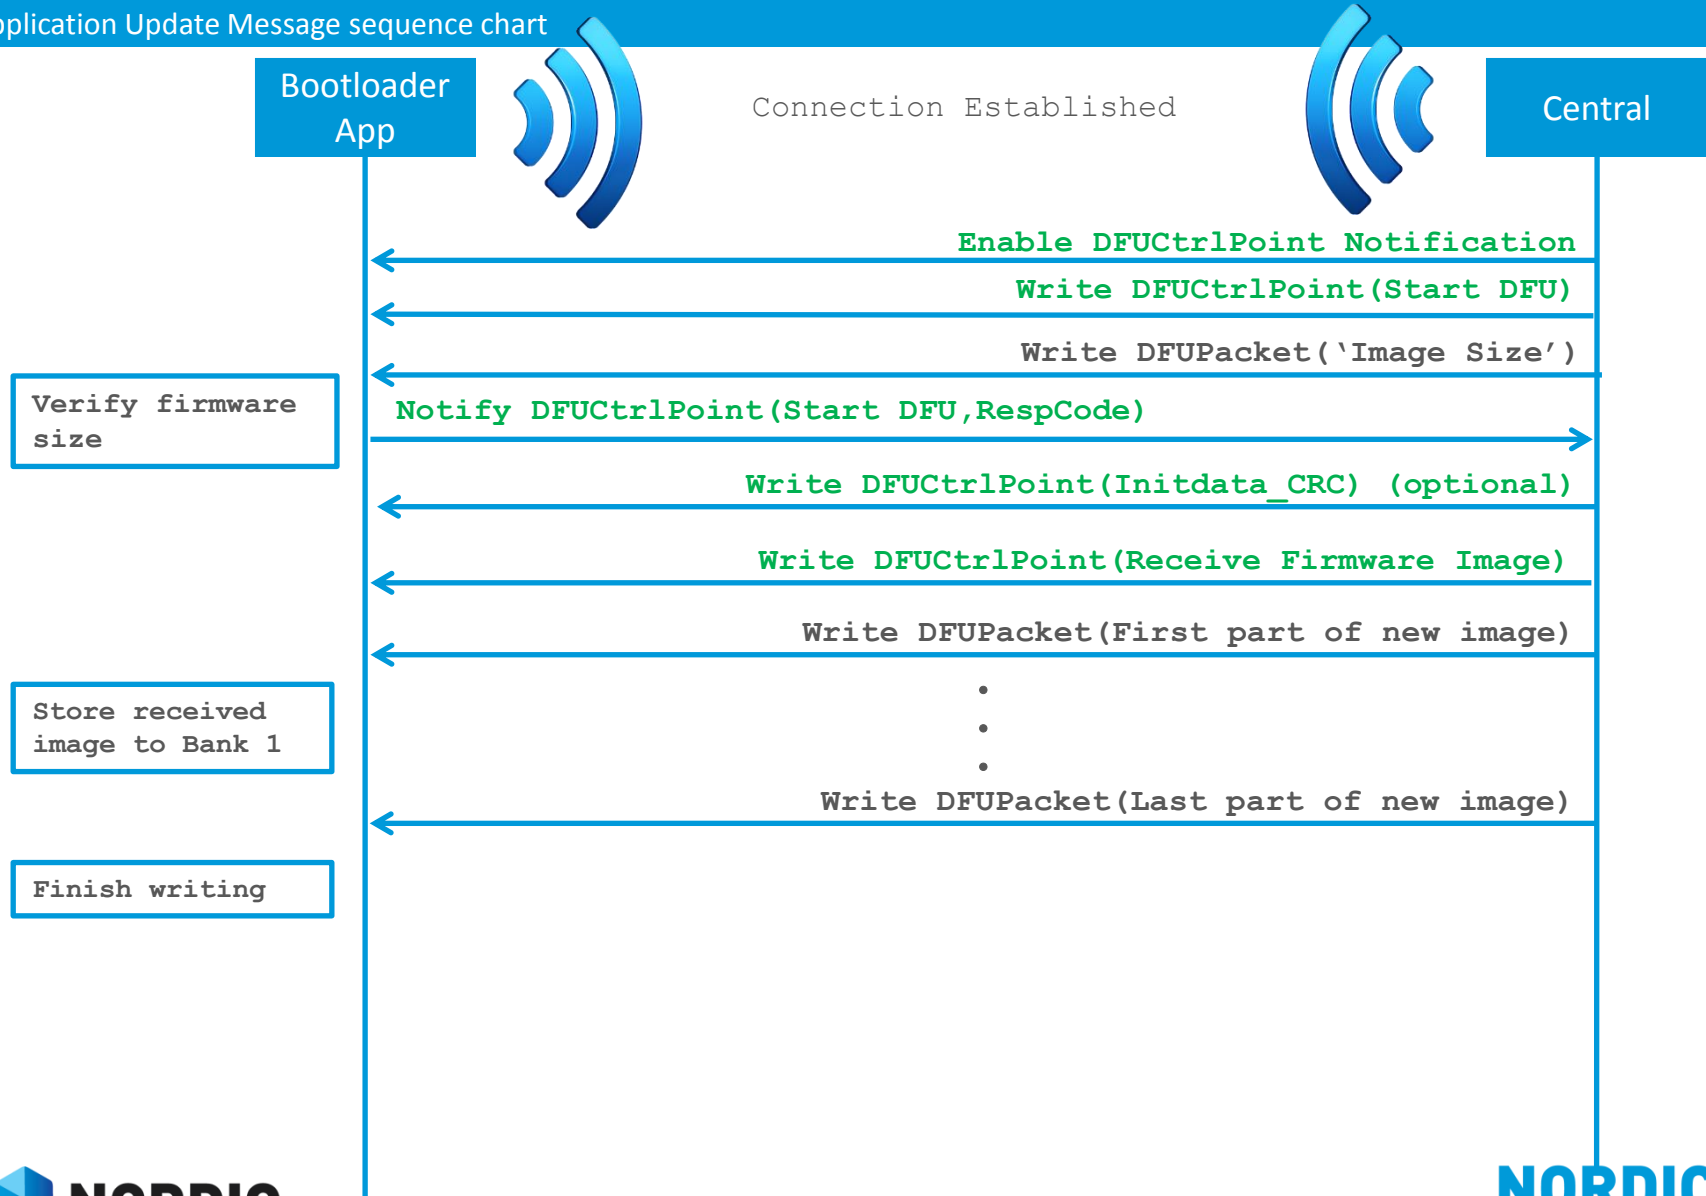 Application Update Message sequence chart
Bootloader
App
Connection Established
Central
Enable DFUCtrlPoint Notification
Write DFUCtrlPoint(Start DFU)
Write DFUPacket(‘Image Size’)
Verify firmware
size
Notify DFUCtrlPoint(Start DFU,RespCode)
Write DFUCtrlPoint(Initdata_CRC) (optional)
Write DFUCtrlPoint(Receive Firmware Image)
Write DFUPacket(First part of new image)
Store received
image to Bank 1
Write DFUPacket(Last part of new image)
Finish writing
NORDIC
NORDIC